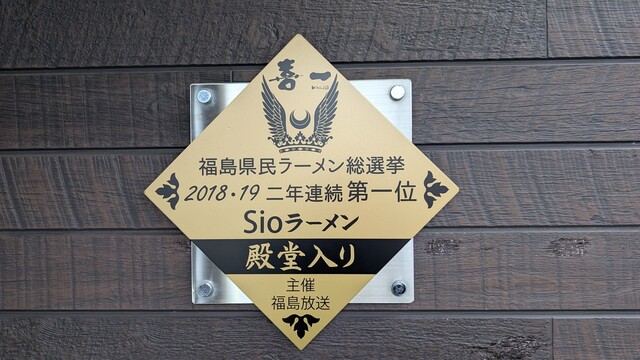 喜一
福島県民ラーメン総選挙
2018・19 二年連続 第一位
Sioラーメン
殿堂入り
主催
福島放送